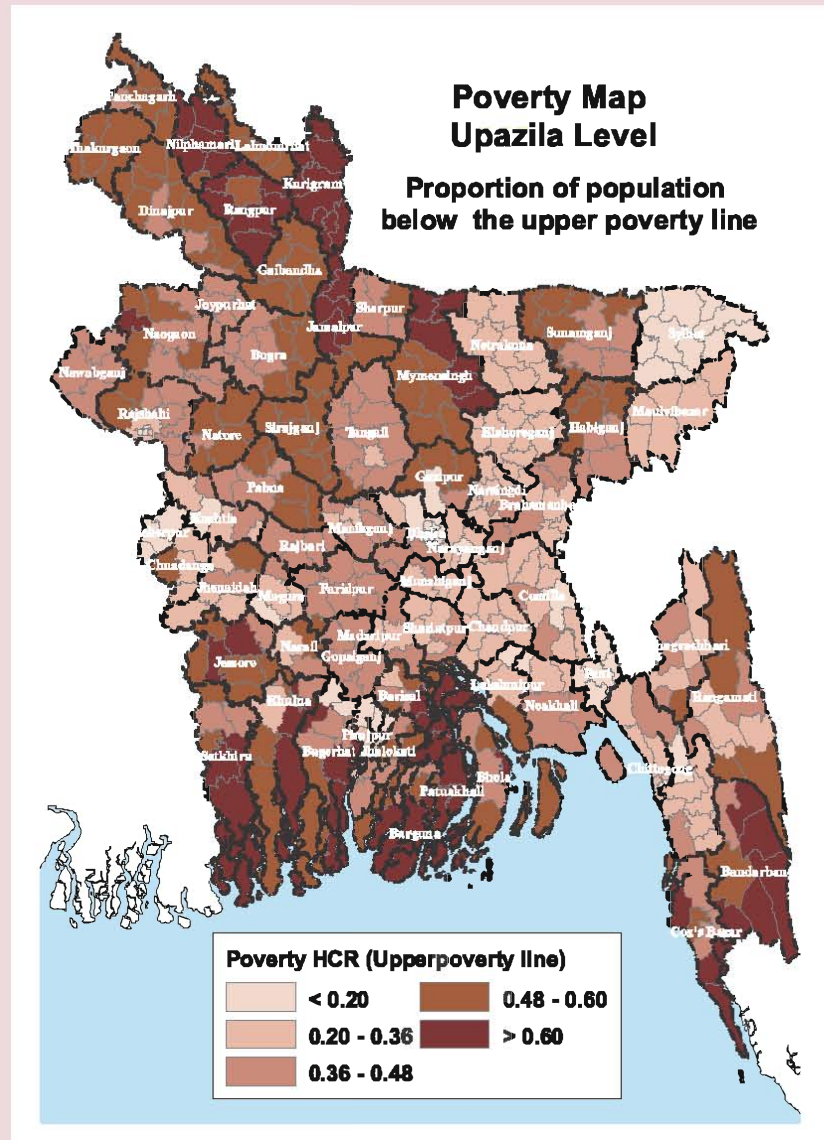 Poverty Map
Upazila Level
Proportion of population
below the upper poverty line
Panchagarh
Thakurgaon
Nilphamari
Lalmonirhat
Kurigram
Dinajpur
Rangpur
Gaibandha
Joypurhat
Sherpur
Jamalpur
Naogaon
Bogra
Netrakona
Sunamganj
Sylhet
Nawabganj
Mymensingh
Rajshahi
Natore
Sirajganj
Tangail
Kishoreganj
Habiganj
Maulvibazar
Gazipur
Pabna
Narsingdi
Kushtia
Manikganj
Dhaka
Narayanganj
Rajbari
Chuadanga
Jhenaidah
Magura
Faridpur
Munshiganj
Comilla
Narail
Madaripur
Shariatpur
Chandpur
Jessore
Gopalganj
Feni
Rangamati
Khulna
Barisal
Lakshmipur
Noakhali
Satkhira
Bagerhat
Pirojpur
Jhalokati
Bhola
Chittagong
Patuakhali
Barguna
Bandarban
Cox's Bazar
Poverty HCR (Upperpoverty line)
< 0.20
0.48 - 0.60
0.20 - 0.36
> 0.60
0.36 - 0.48